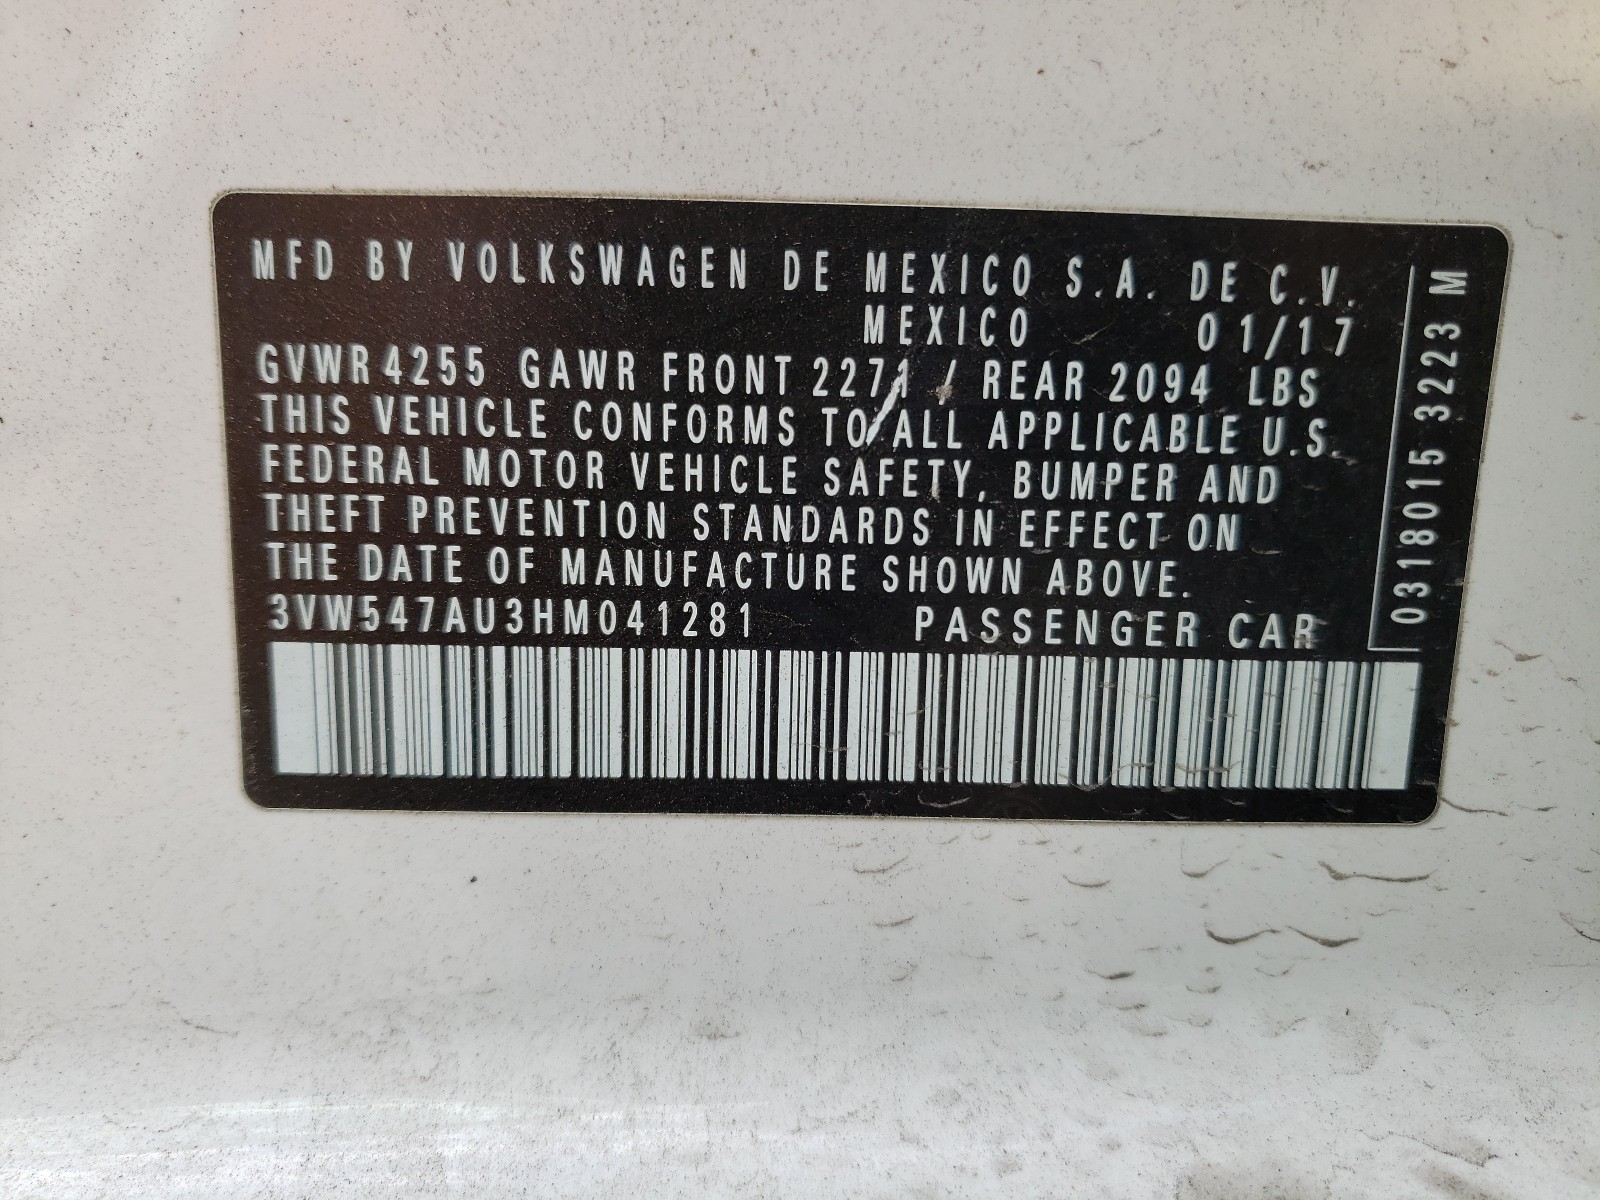 MFD BY VOLKSWAGEN DE MEXICO S.A. DE C.V.
MEXICO 01/17
GVWR 4255 GAWR FRONT 2271 / REAR 2094 LBS
THIS VEHICLE CONFORMS TO ALL APPLICABLE U.S.
FEDERAL MOTOR VEHICLE SAFETY, BUMPER AND
THEFT PREVENTION STANDARDS IN EFFECT ON
THE DATE OF MANUFACTURE SHOWN ABOVE.
3VW547AU3HM041281 PASSENGER CAR
0318015 3223 M